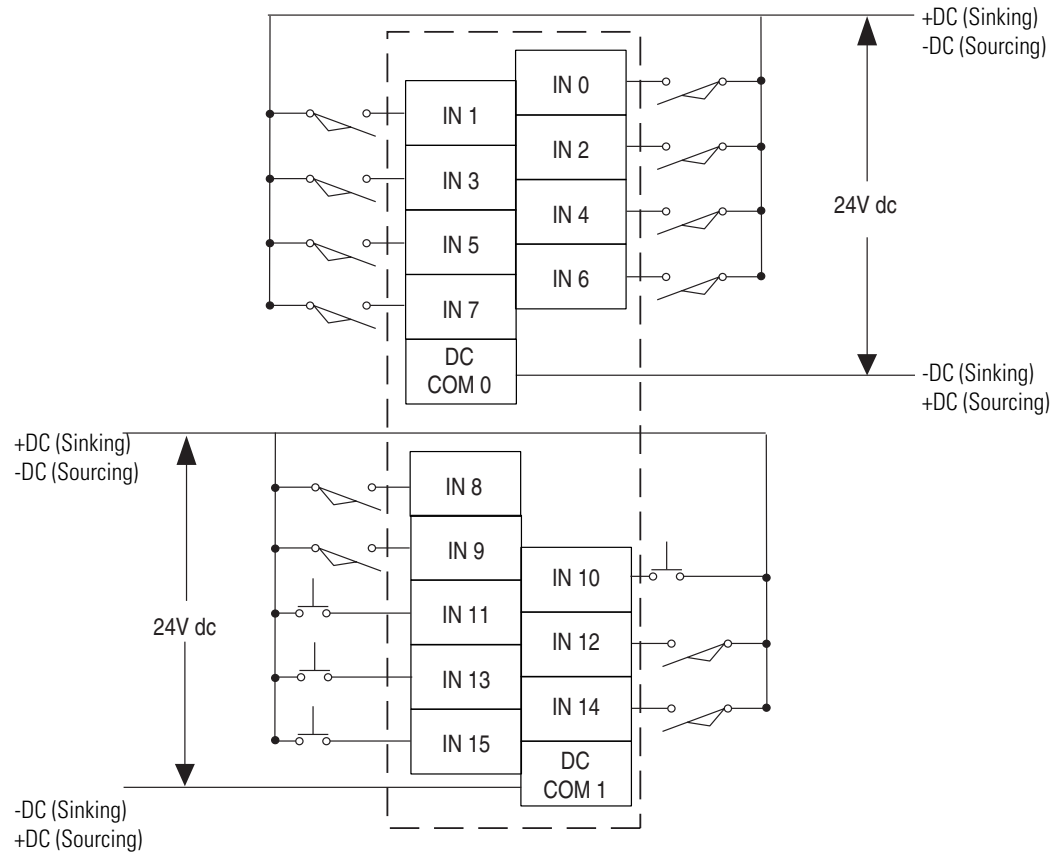 +DC (Sinking)
-DC (Sourcing)
IN 0
IN 1
IN 2
IN 3
IN 4
24V dc
IN 5
IN 6
IN 7
DC
COM 0
-DC (Sinking)
+DC (Sourcing)
+DC (Sinking)
-DC (Sourcing)
IN 8
IN 9
IN 10
IN 11
24V dc
IN 12
IN 13
IN 14
IN 15
DC
COM 1
-DC (Sinking)
+DC (Sourcing)